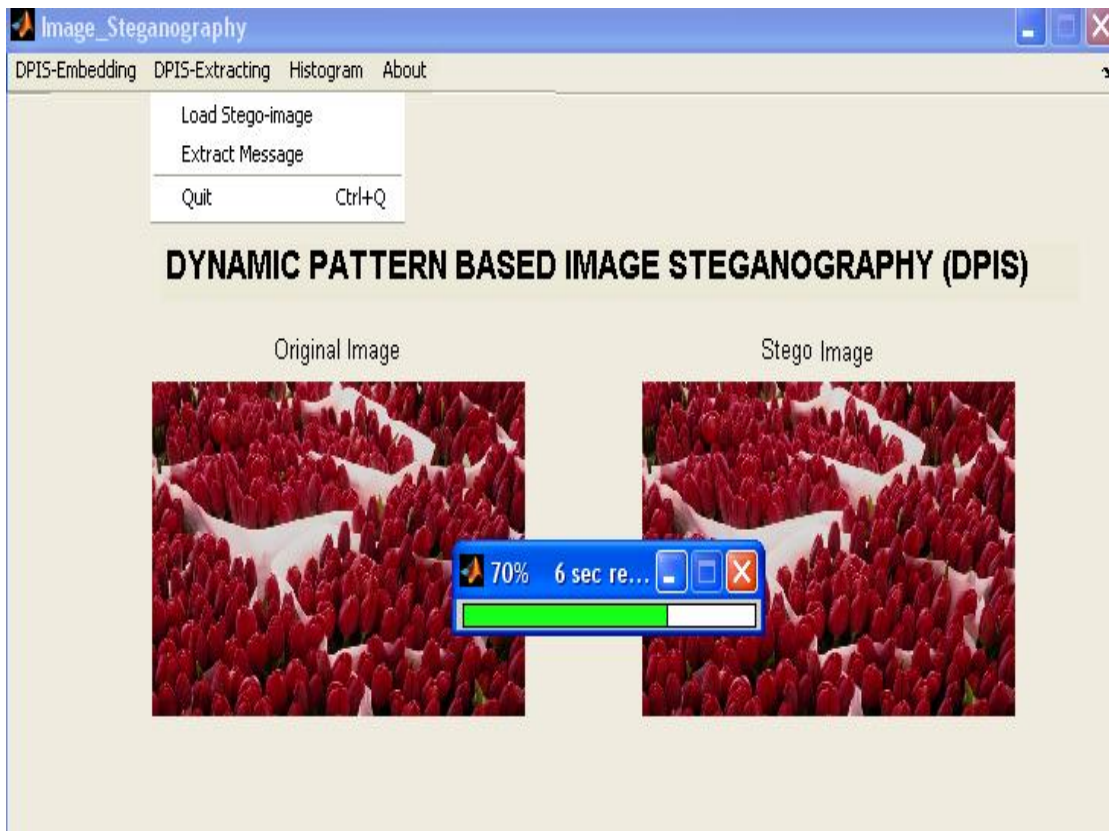 Image_Steganography
DPIS-Embedding DPIS-Extracting Histogram About
Load Stego-image
Extract Message
Quit Ctrl+Q
DYNAMIC PATTERN BASED IMAGE STEGANOGRAPHY (DPIS)
Original Image Stego Image
70% 6 sec re...